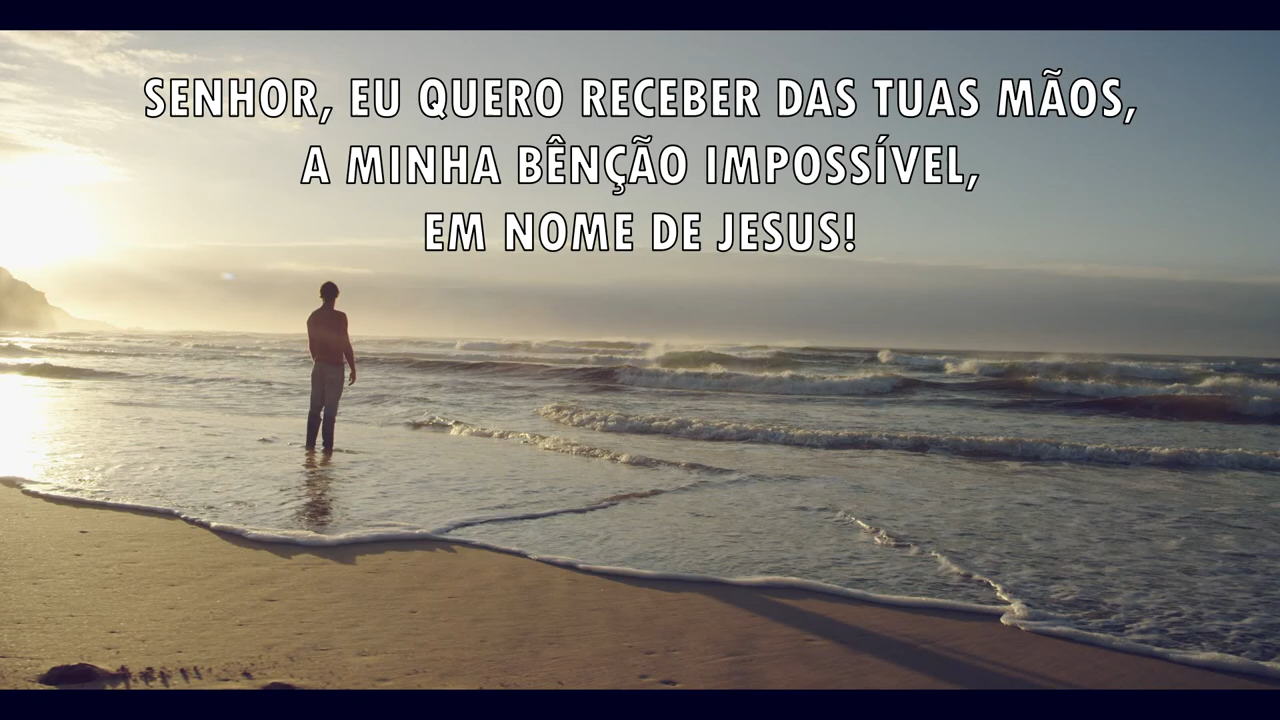 SENHOR, EU QUERO RECEBER DAS TUAS MÃOS,
A MINHA BÊNÇÃO IMPOSSÍVEL,
EM NOME DE JESUS!